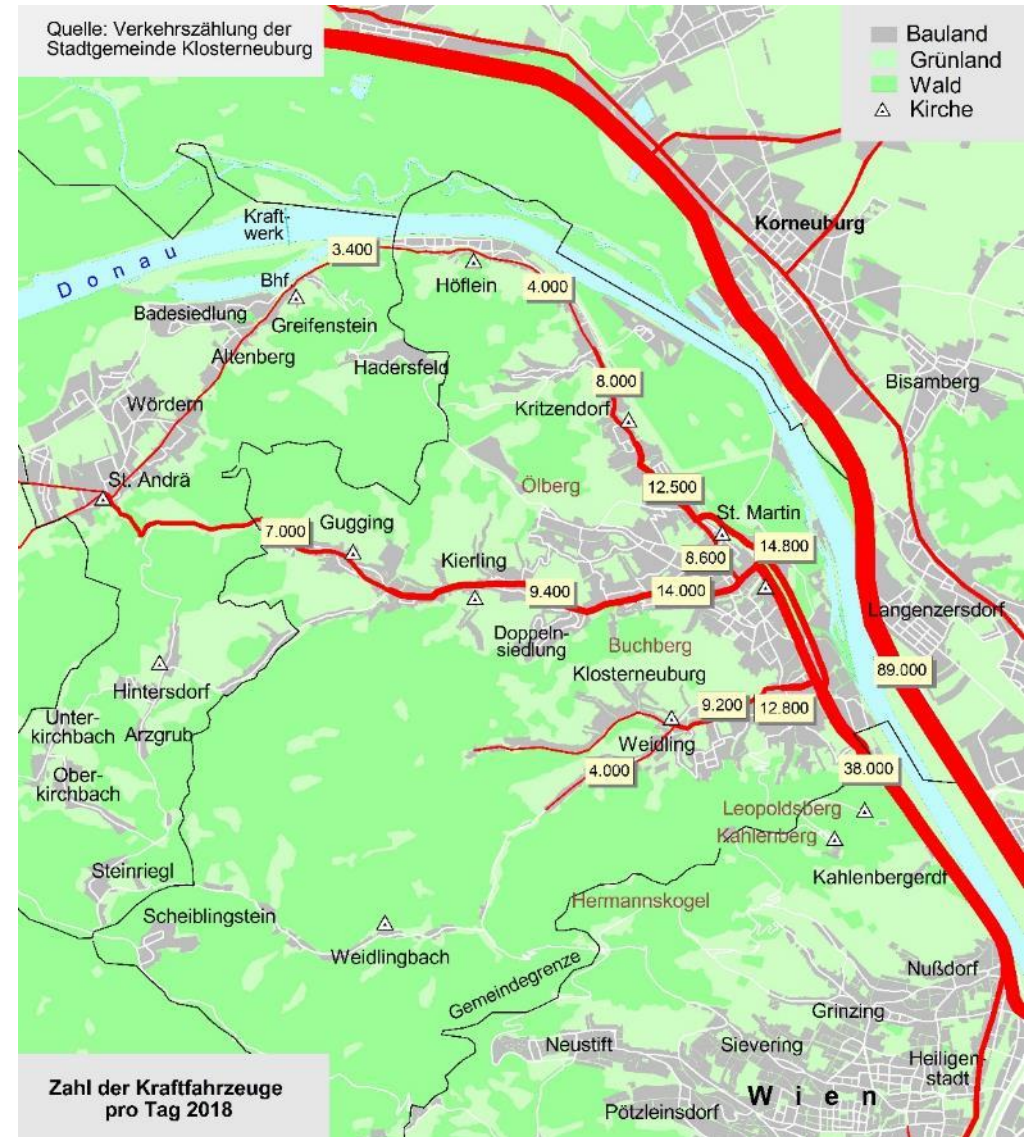 Quelle: Verkehrszählung der
Stadtgemeinde Klosterneuburg
Bauland
Grünland
Wald
Kirche
Korneuburg
Kraft-
werk
3.400
Donau
Bhf.
Höflein
4.000
Badesiedlung
Greifenstein
Altenberg
Hadersfeld
8.000
Bisamberg
Wördern
Kritzendorf
St. Andrä
Ölberg
12.500
St. Martin
7.000
Gugging
14.800
Kierling
8.600
9.400
14.000
Langenzersdorf
Doppeln-
siedlung
Buchberg
Klosterneuburg
89.000
Hintersdorf
9.200
12.800
Unter-
kirchbach
Arzgrub
Weidling
4.000
38.000
Ober-
kirchbach
Leopoldsberg
Kahlenberg
Steinriegl
Kahlenbergerdf
Hermannskogel
Scheiblingstein
Weidlingbach
Gemeindegrenze
Nußdorf
Grinzing
Neustift
Sievering
Heiligen-
stadt
Zahl der Kraftfahrzeuge
pro Tag 2018
Wien
Pötzleinsdorf